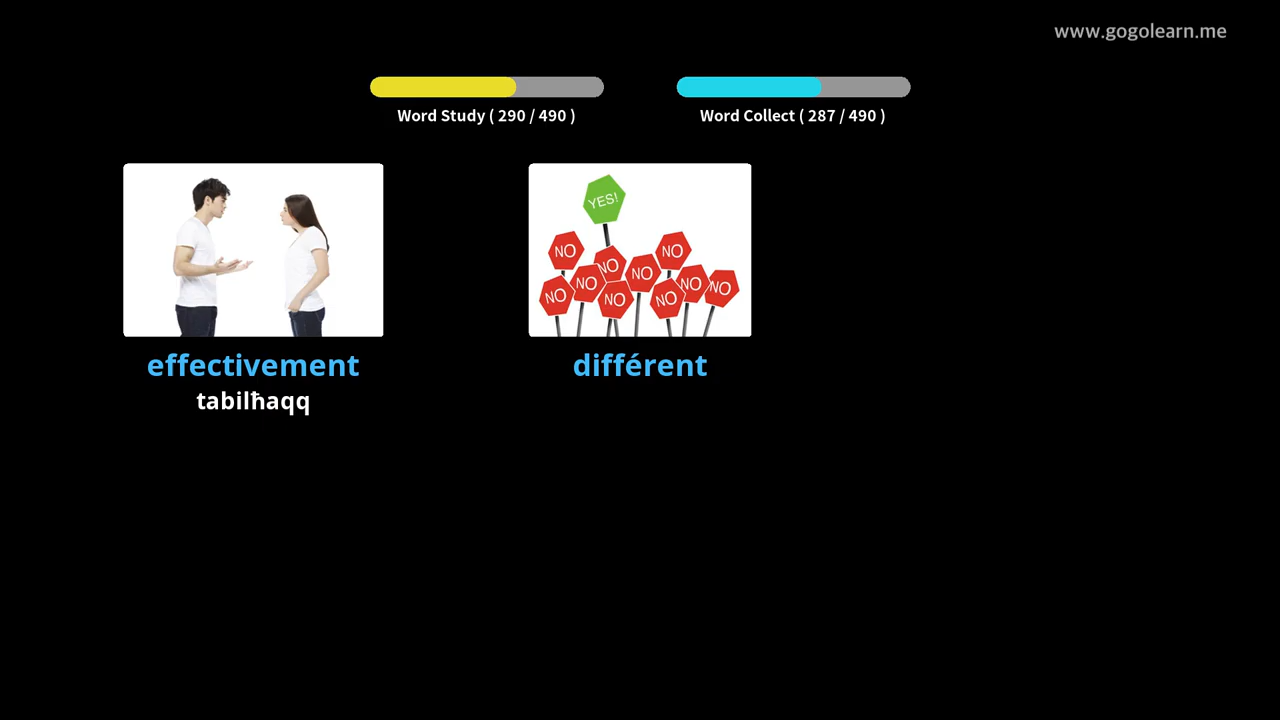 www.gogolearn.me
Word Study ( 290 / 490 )
Word Collect ( 287 / 490 )
YES!
NO
NO
NO
NO
NO
NO
NO
NO
NO
NO
effectivement
différent
tabilħaqq